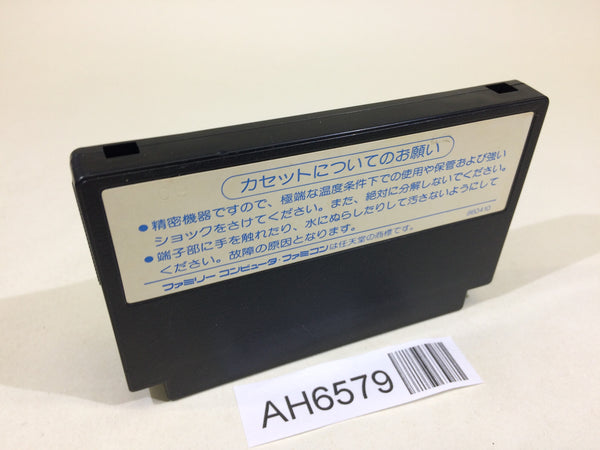 カセットについてのお願い
●精密機器ですので、極端な温度条件下での使用や保管および強い
ショックをさけてください。また、絶対に分解しないでください。
●端子部に手を触れたり、水にぬらしたりして汚さないようにして
ください。故障の原因となります。
860410
ファミリー コンピュータ・ファミコンは任天堂の商標です。
AH6579